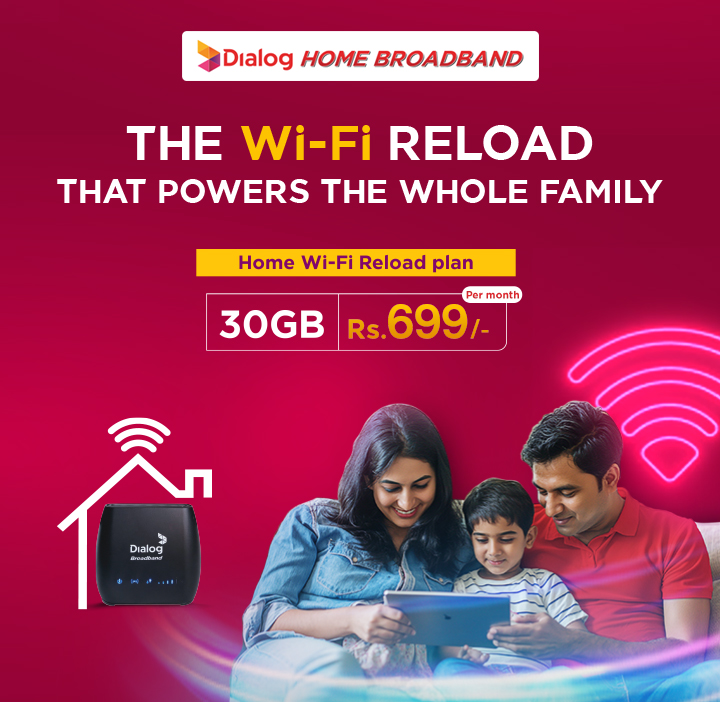 Dialog HOME BROADBAND
THE Wi-Fi RELOAD
THAT POWERS THE WHOLE FAMILY
Home Wi-Fi Reload plan
Per month
30GB Rs.699/-
Dialog
Broadband